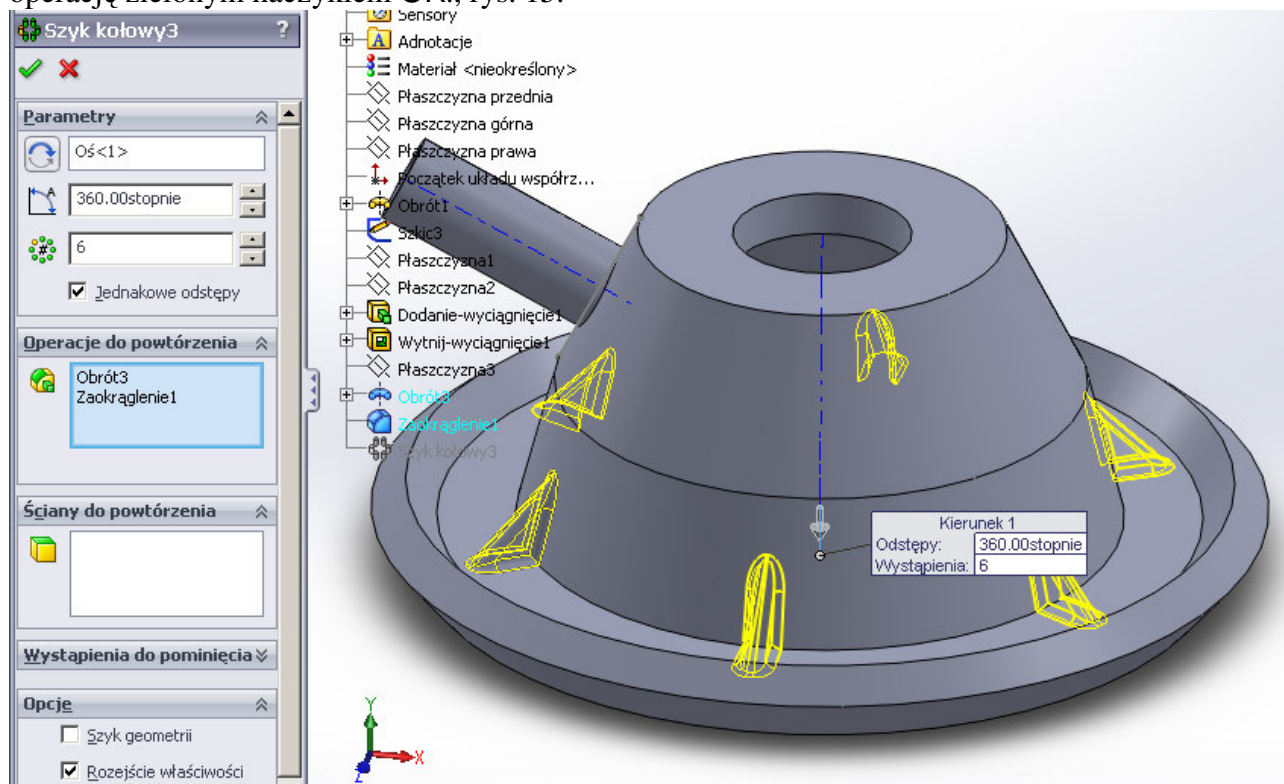 operację zielonym naczyniem OK., rys. 15.
Szyk kołowy3 ?
Parametry
Oś<1>
360.00stopnie
6
Jednakowe odstępy
Operacje do powtórzenia
Obrót3
Zaokrąglenie1
Ściany do powtórzenia
Wystąpienia do pominięcia
Opcje
Szyk geometrii
Rozejście właściwości
Sensory
Adnotacje
Materiał <nieokreślony>
Płaszczyzna przednia
Płaszczyzna górna
Płaszczyzna prawa
Początek układu współrz...
Obrót1
Szkic3
Płaszczyzna1
Płaszczyzna2
Dodanie-wyciągnięcie1
Wytnij-wyciągnięcie1
Płaszczyzna3
Obrót3
Zaokrąglenie1
Szyk kołowy3
Kierunek 1
Odstępy: 360.00stopnie
Wystąpienia: 6
Y
X
Z